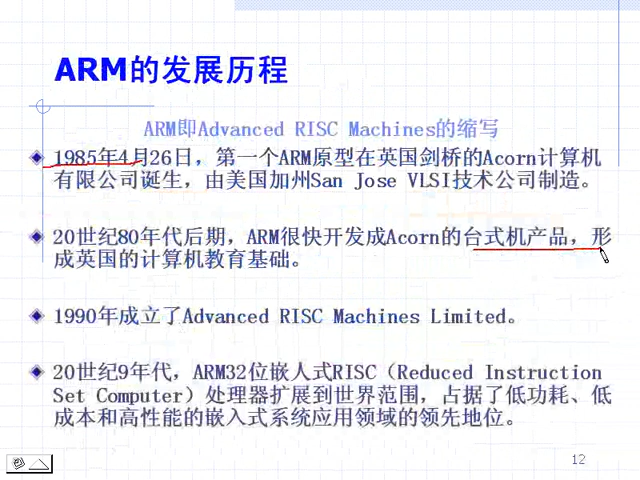 ARM的发展历程
ARM即Advanced RISC Machines的缩写
1985年4月26日，第一个ARM原型在英国剑桥的Acorn计算机
有限公司诞生，由美国加州San Jose VLSI技术公司制造。
20世纪80年代后期，ARM很快开发成Acorn的台式机产品，形
成英国的计算机教育基础。
1990年成立了Advanced RISC Machines Limited。
20世纪9年代，ARM32位嵌人式RISC（Reduced Instruction
Set Computer）处理器扩展到世界范围，占据了低功耗、低
成本和高性能的嵌入式系统应用领域的领先地位。
12